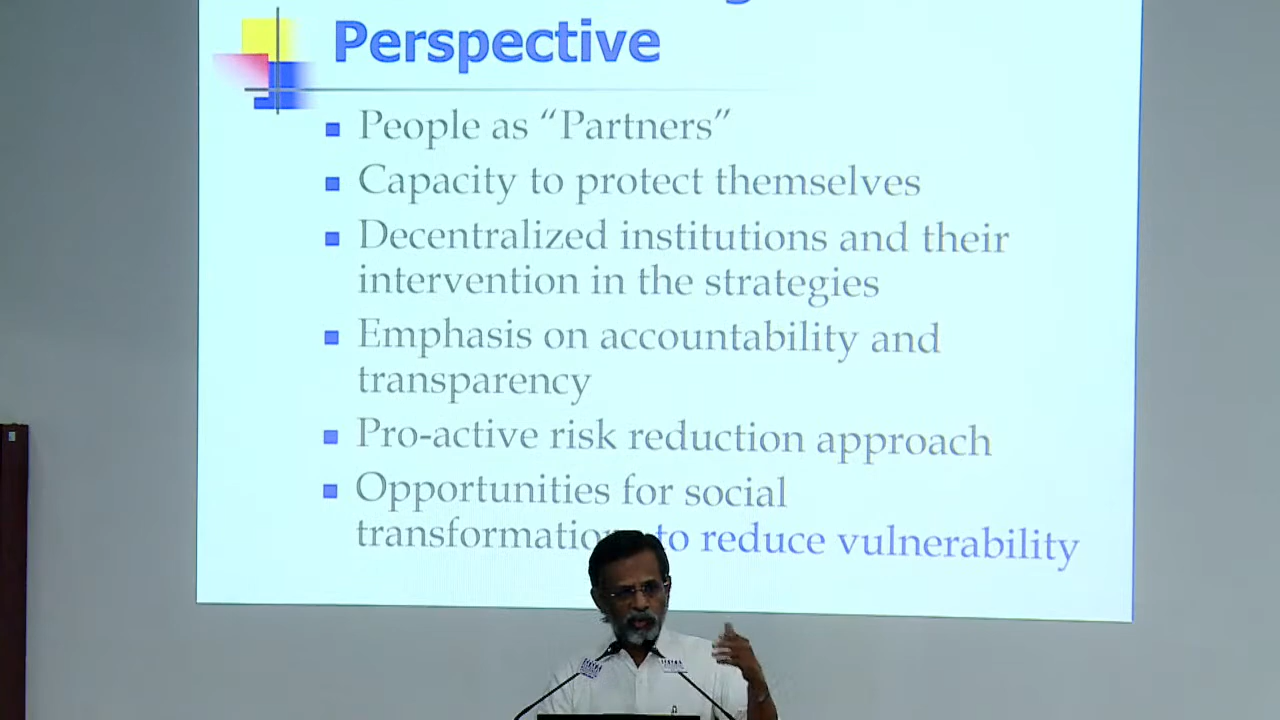 Perspective
People as “Partners”
Capacity to protect themselves
Decentralized institutions and their
intervention in the strategies
Emphasis on accountability and
transparency
Pro-active risk reduction approach
Opportunities for social
to reduce vulnerability